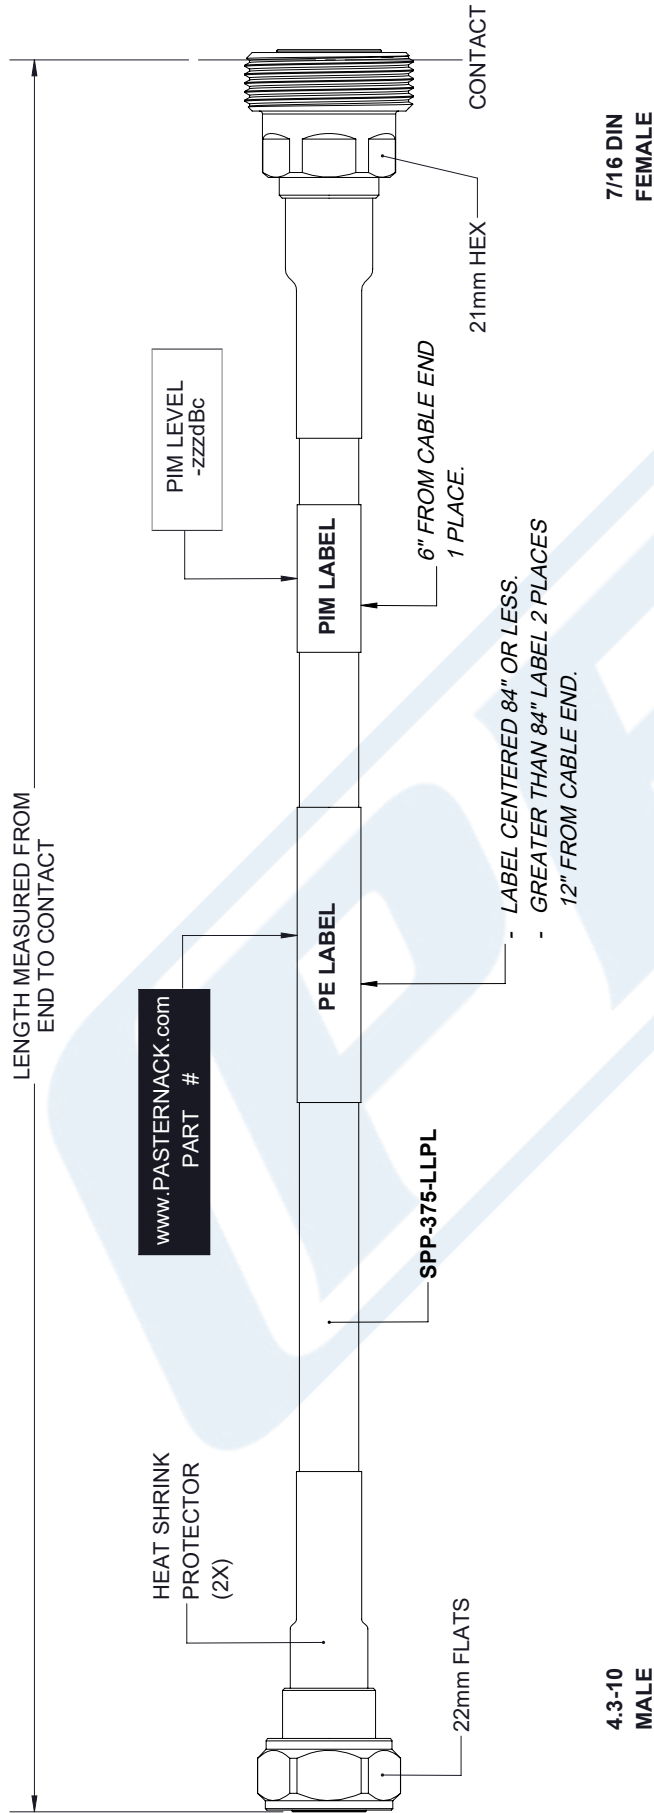 LENGTH MEASURED FROM
END TO CONTACT
HEAT SHRINK
PROTECTOR
(2X)
www.PASTERNACK.com
PART #
PIM LEVEL
-zzzdBc
PE LABEL
PIM LABEL
CONTACT
22mm FLATS
SPP-375-LLPL
- LABEL CENTERED 84" OR LESS.
- GREATER THAN 84" LABEL 2 PLACES
12" FROM CABLE END.
6" FROM CABLE END
1 PLACE.
21mm HEX
4.3-10
MALE
7/16 DIN
FEMALE